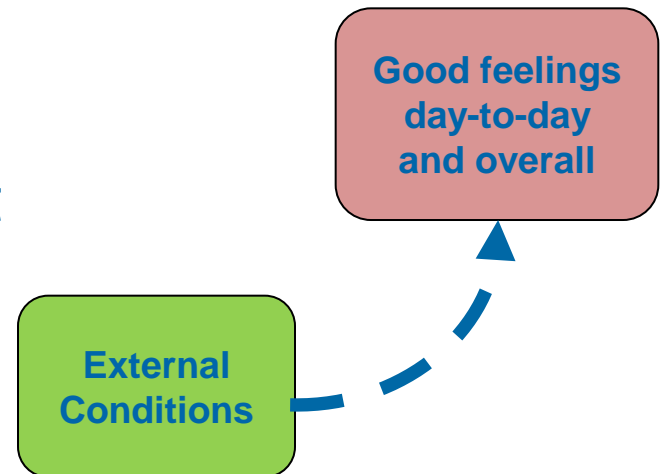 Good feelings
day-to-day
and overall
External
Conditions